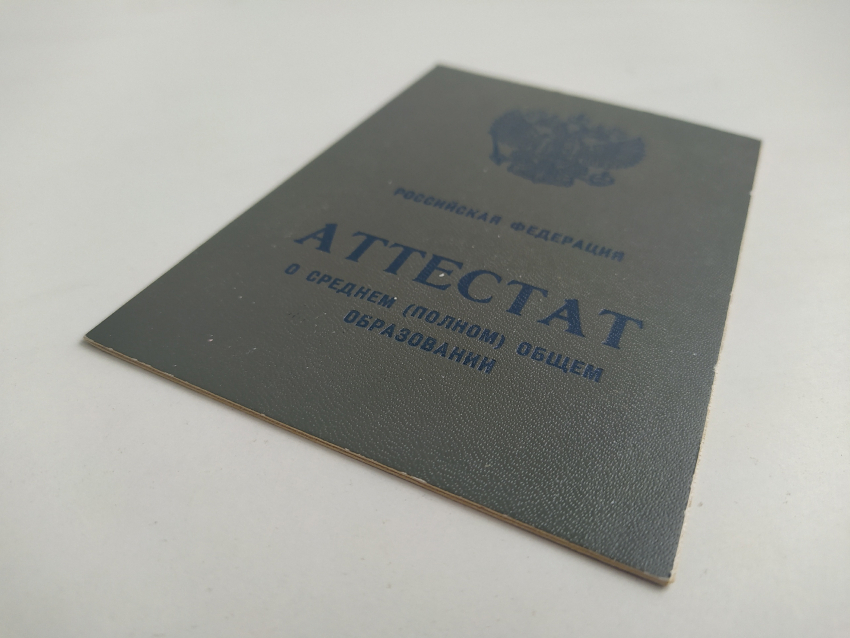 РОССИЙСКАЯ ФЕДЕРАЦИЯ
АТТЕСТАТ
О СРЕДНЕМ (ПОЛНОМ) ОБЩЕМ
ОБРАЗОВАНИИ